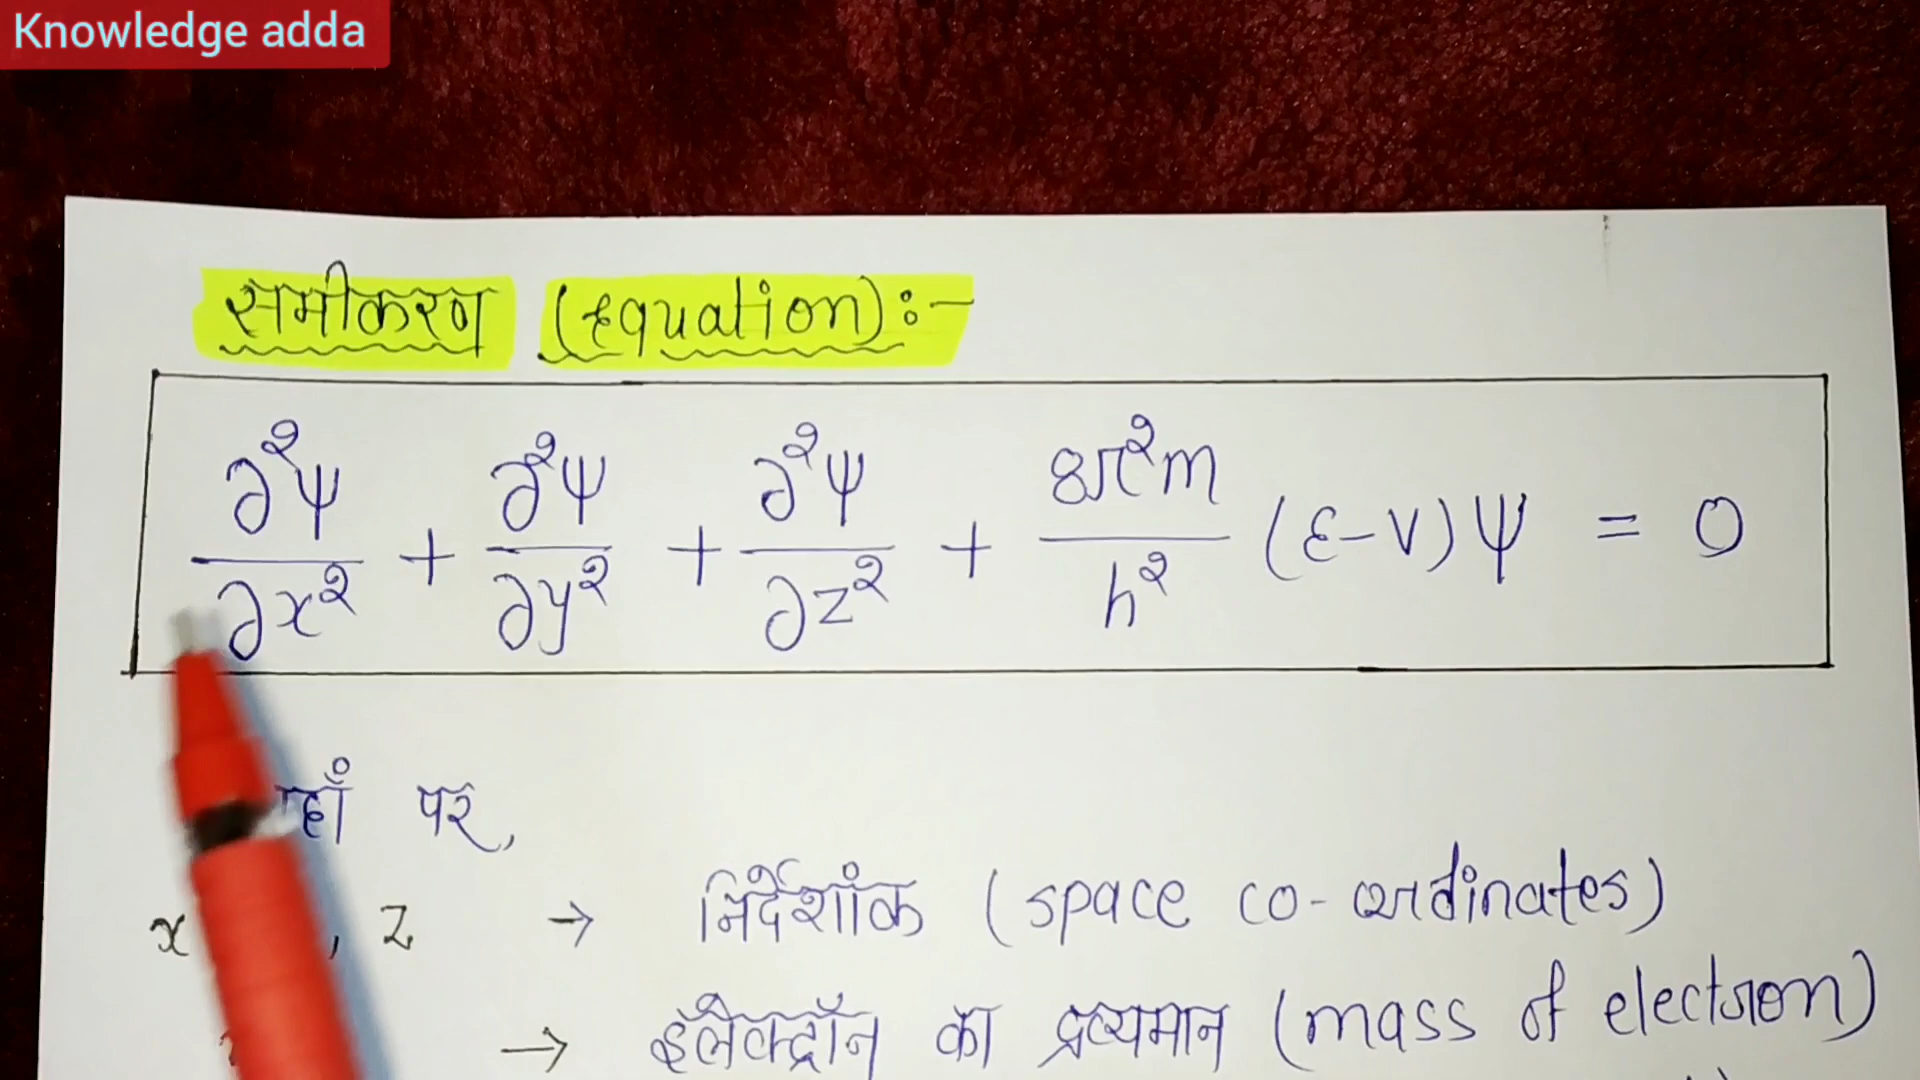 Knowledge adda
समीकरण (Equation):-
∂²ψ/∂x² + ∂²ψ/∂y² + ∂²ψ/∂z² + 8π²m/h² (E-V)ψ = 0
पर,
x , z → निर्देशांक (space co-ordinates)
→ इलेक्ट्रॉन का द्रव्यमान (mass of electron)